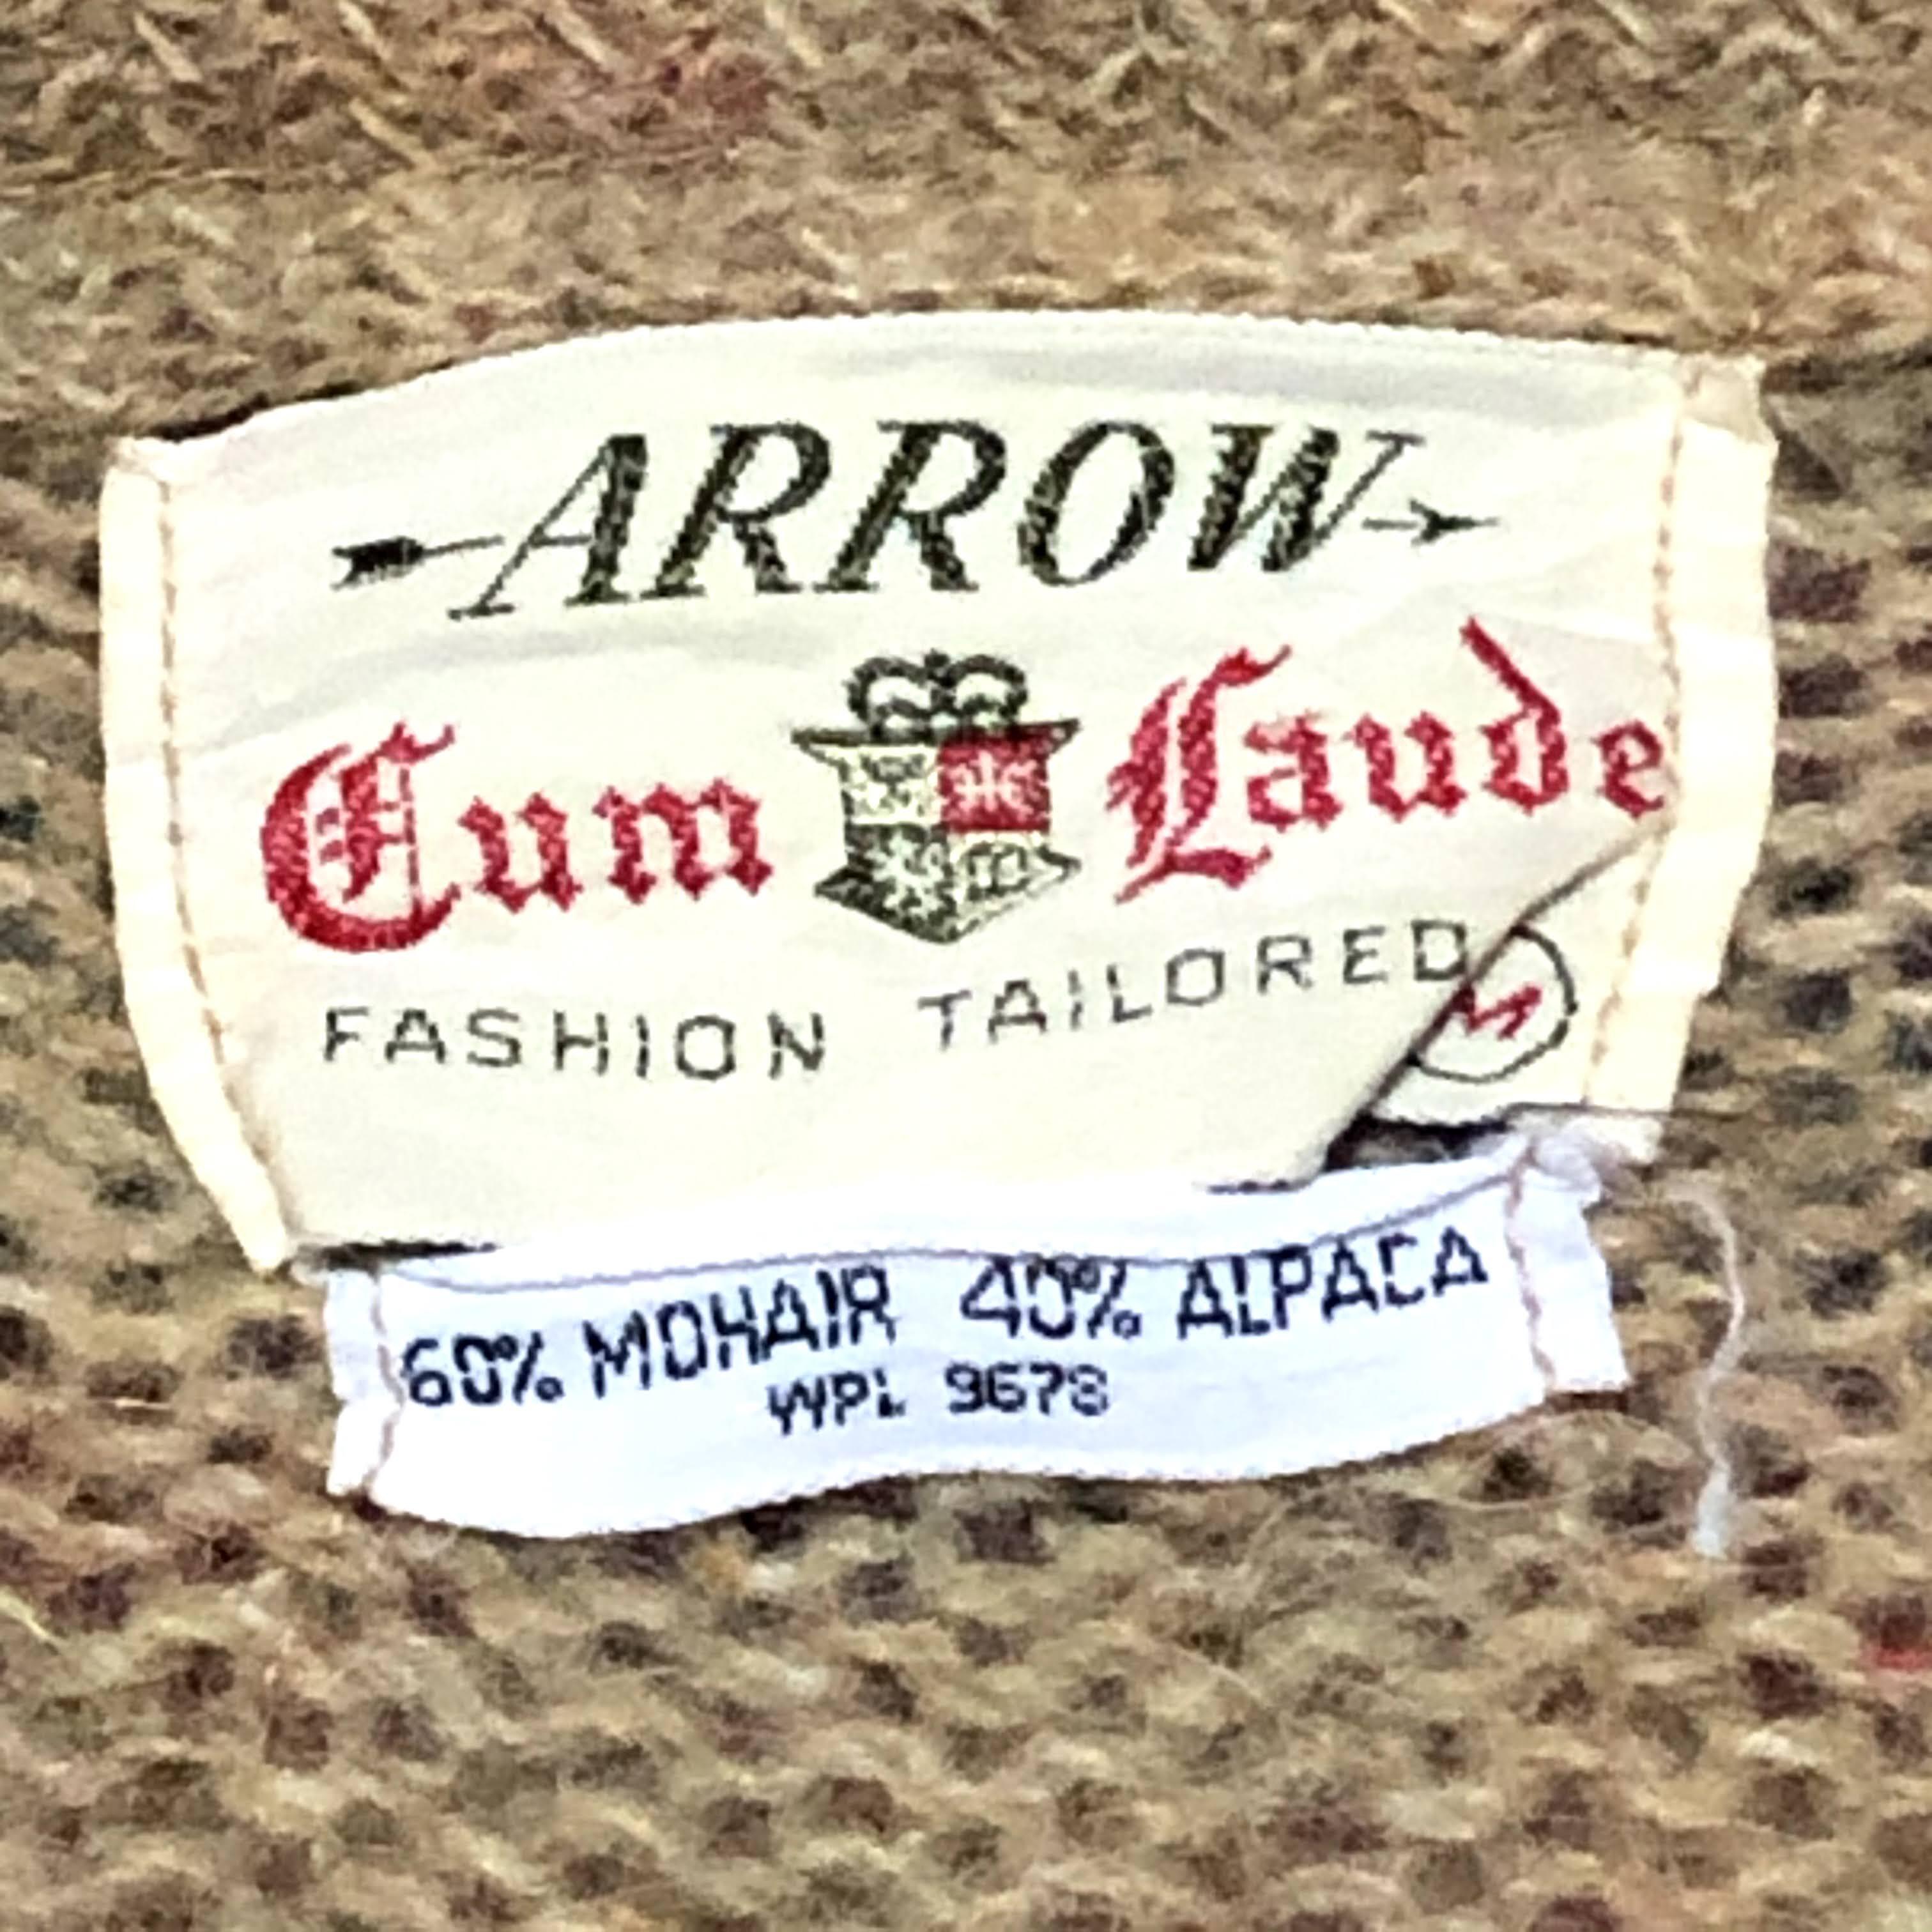 ARROW
Cum Laude
FASHION TAILORED
M
60% MOHAIR 40% ALPACA
WPL 9678